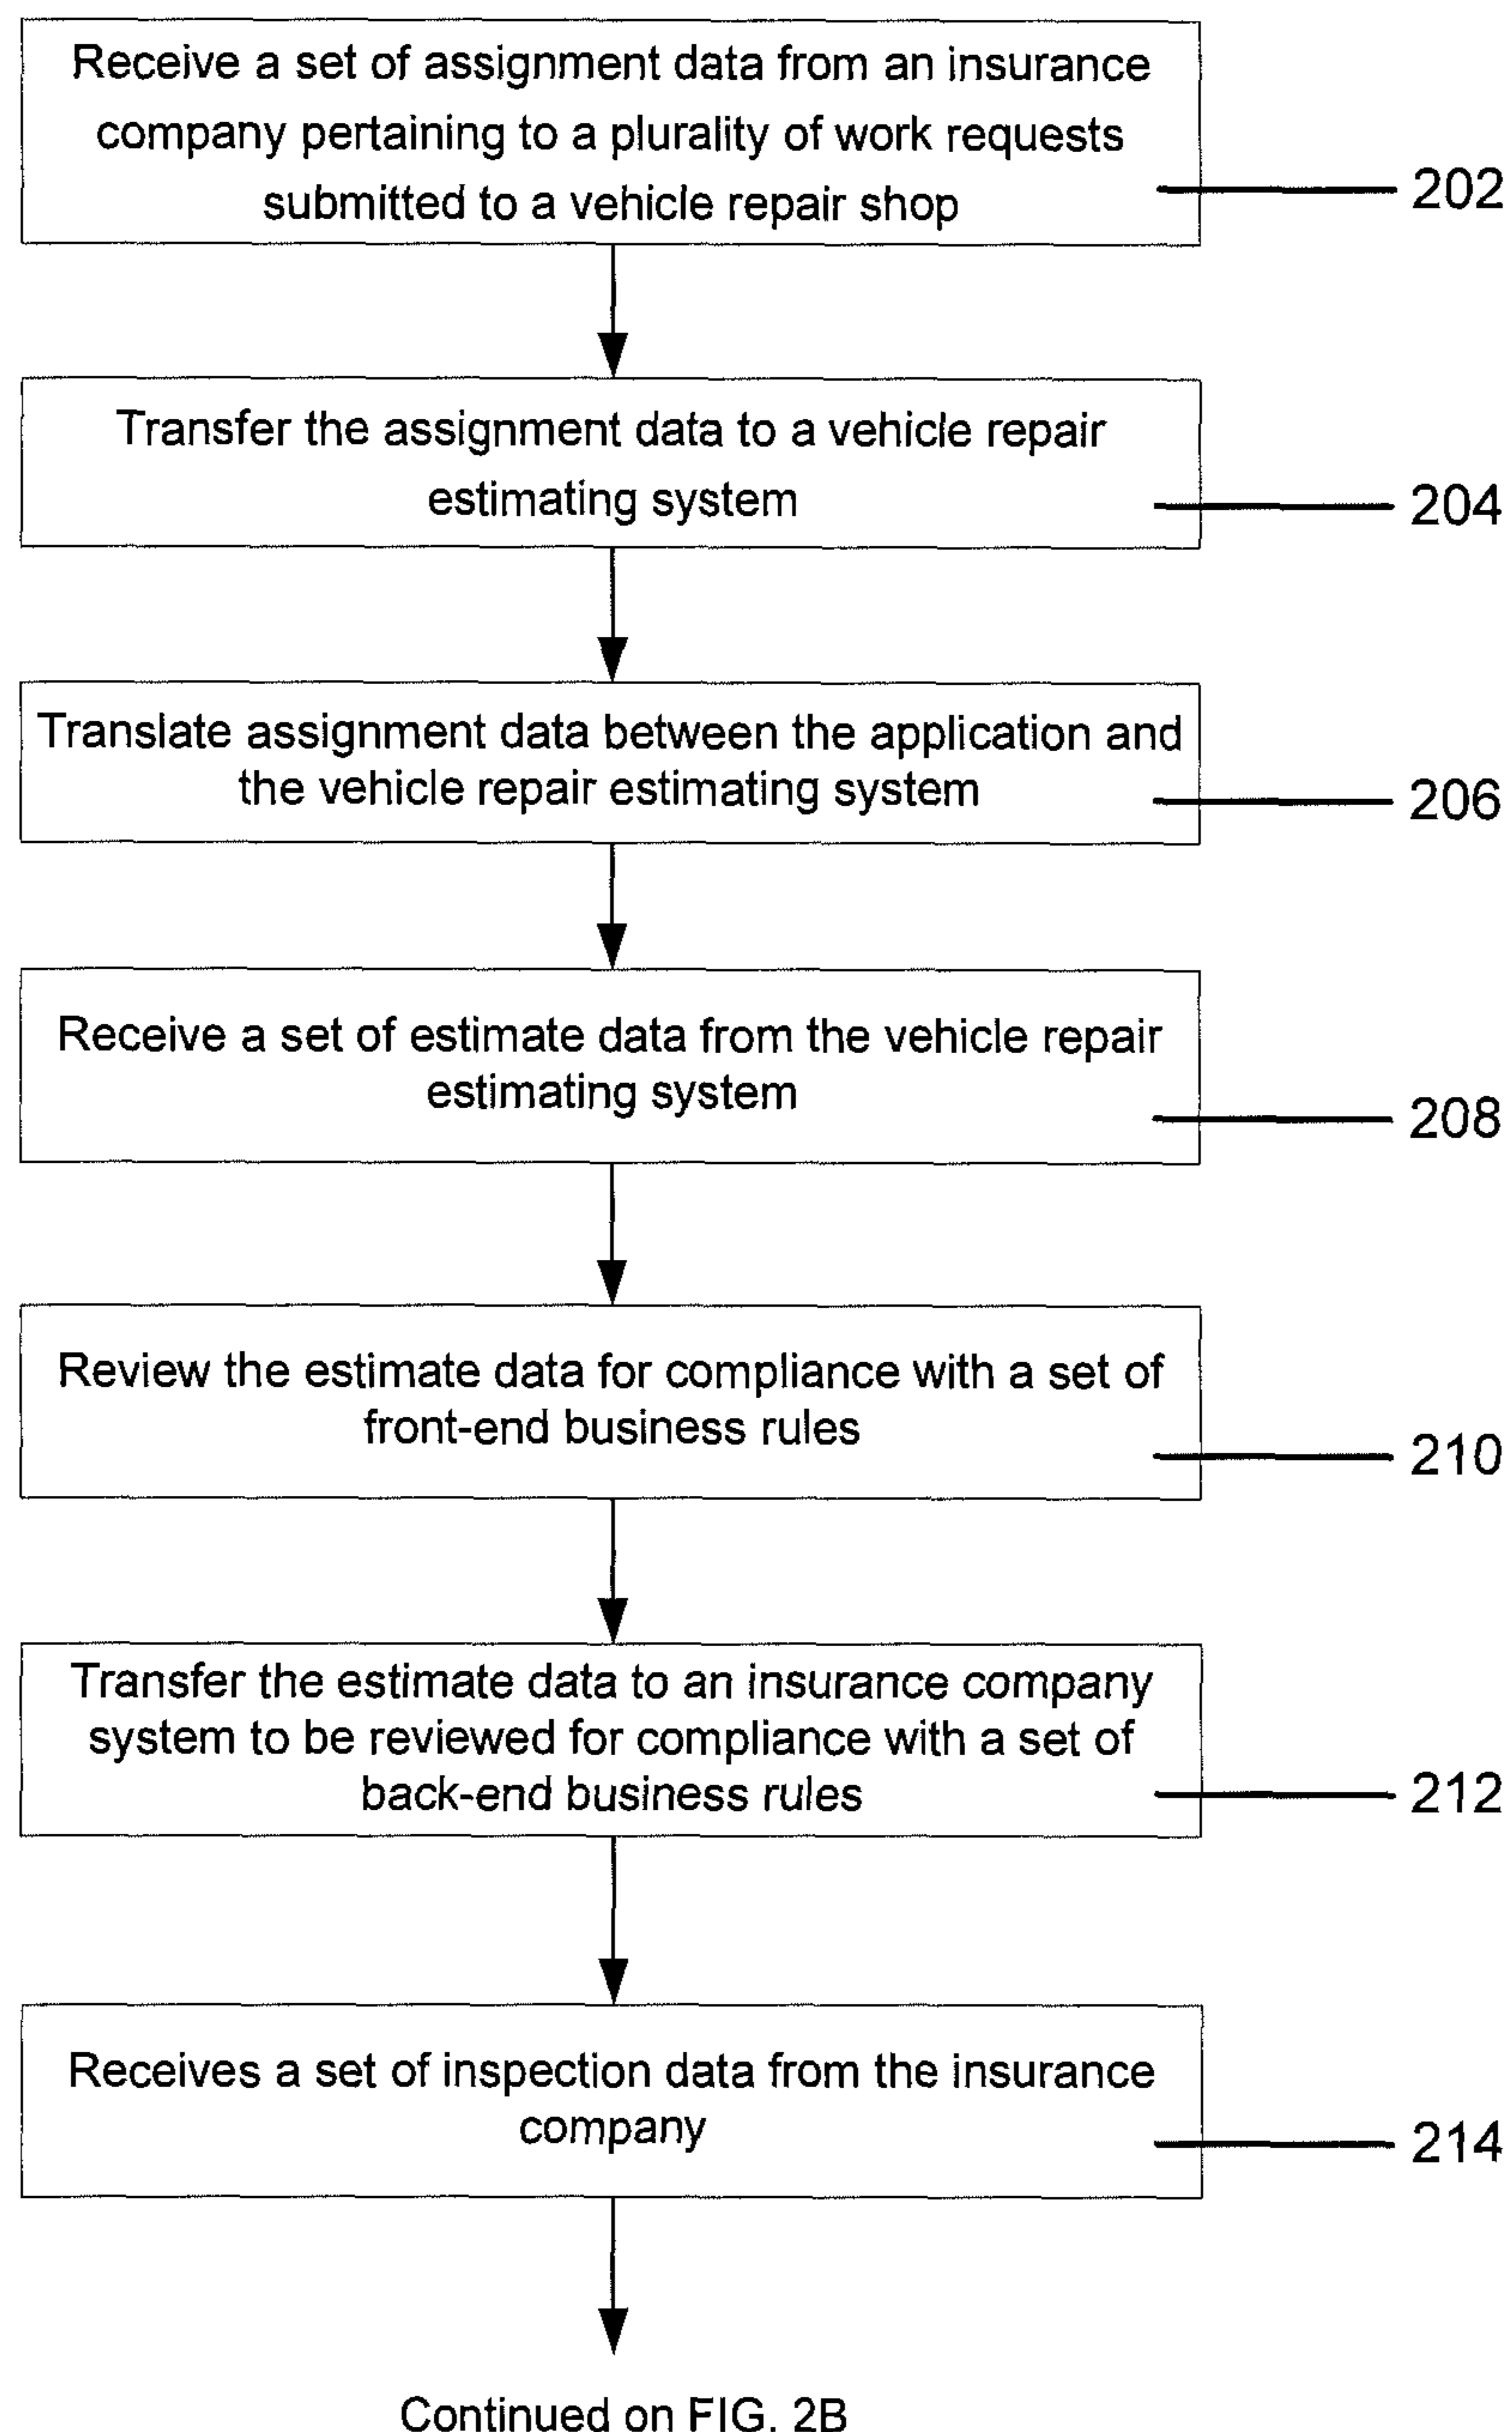 Receive a set of assignment data from an insurance
company pertaining to a plurality of work requests
submitted to a vehicle repair shop
202
Transfer the assignment data to a vehicle repair
estimating system
204
Translate assignment data between the application and
the vehicle repair estimating system
206
Receive a set of estimate data from the vehicle repair
estimating system
208
Review the estimate data for compliance with a set of
front-end business rules
210
Transfer the estimate data to an insurance company
system to be reviewed for compliance with a set of
back-end business rules
212
Receives a set of inspection data from the insurance
company
214
Continued on FIG. 2B